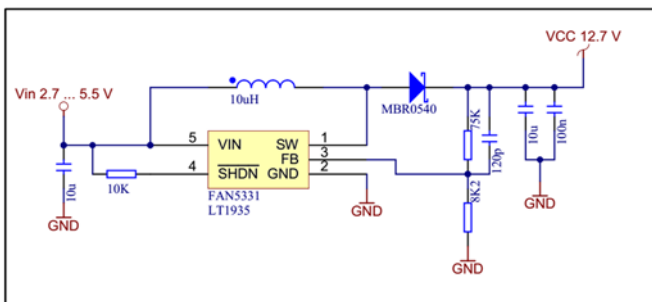 VCC 12.7 V
Vin 2.7 ... 5.5 V
10uH
MBR0540
5 VIN SW 1
FB 3
4 SHDN GND 2
10u
10K
FAN5331
LT1935
75K
120p
10u
100n
8K2
GND
GND
GND
GND